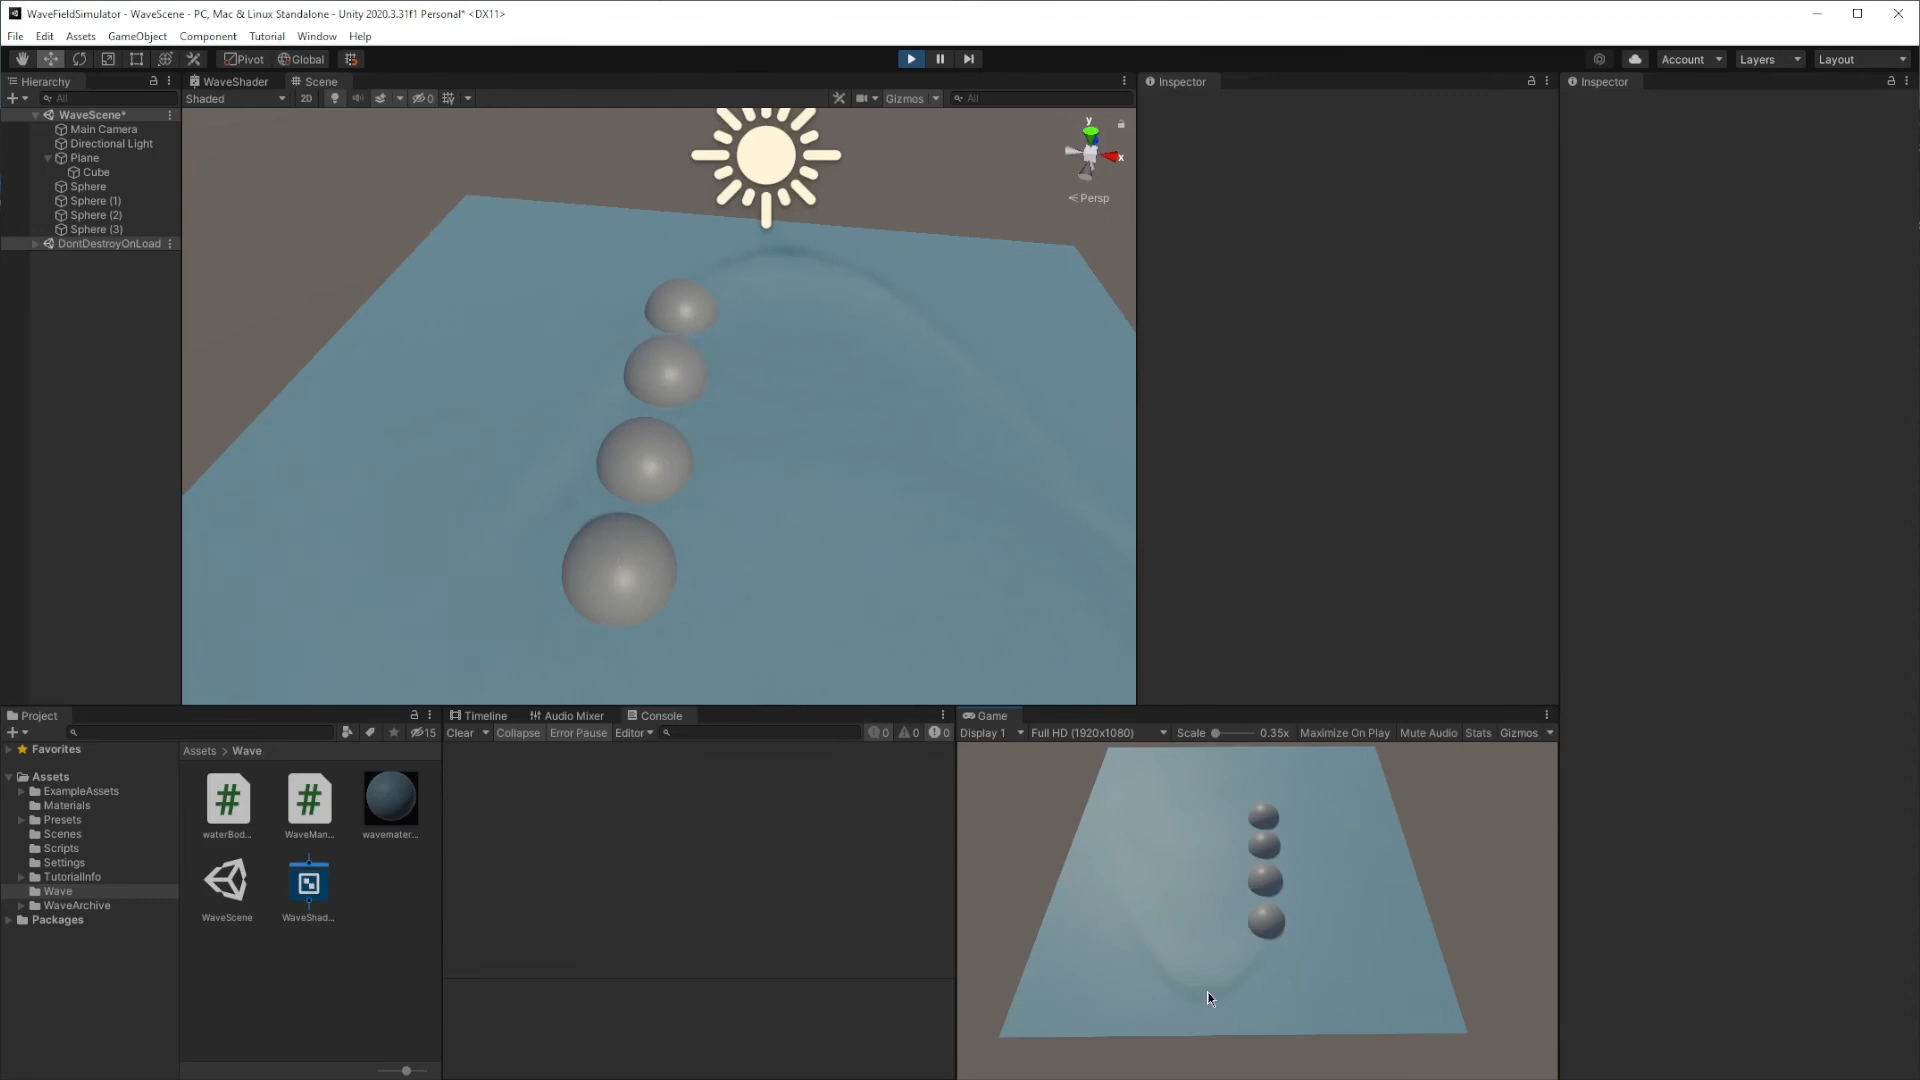 WaveFieldSimulator - WaveScene - PC, Mac & Linux Standalone - Unity 2020.3.31f1 Personal* <DX11>
File Edit Assets GameObject Component Tutorial Window Help
Pivot Global Account Layers Layout
Hierarchy WaveShader Scene Inspector Inspector
All Shaded 2D 0 Gizmos All
WaveScene*
Main Camera
Directional Light
Plane
Cube
Sphere
Sphere (1)
Sphere (2)
Sphere (3)
DontDestroyOnLoad
y
x
Persp
Project Timeline Audio Mixer Console Game
15 Clear Collapse Error Pause Editor 0 0 0 Display 1 Full HD (1920x1080) Scale 0.35x Maximize On Play Mute Audio Stats Gizmos
Favorites
Assets
ExampleAssets
Materials
Presets
Scenes
Scripts
Settings
TutorialInfo
Wave
WaveArchive
Packages
Assets > Wave
waterBod... WaveMan... wavemater...
WaveScene WaveShad...